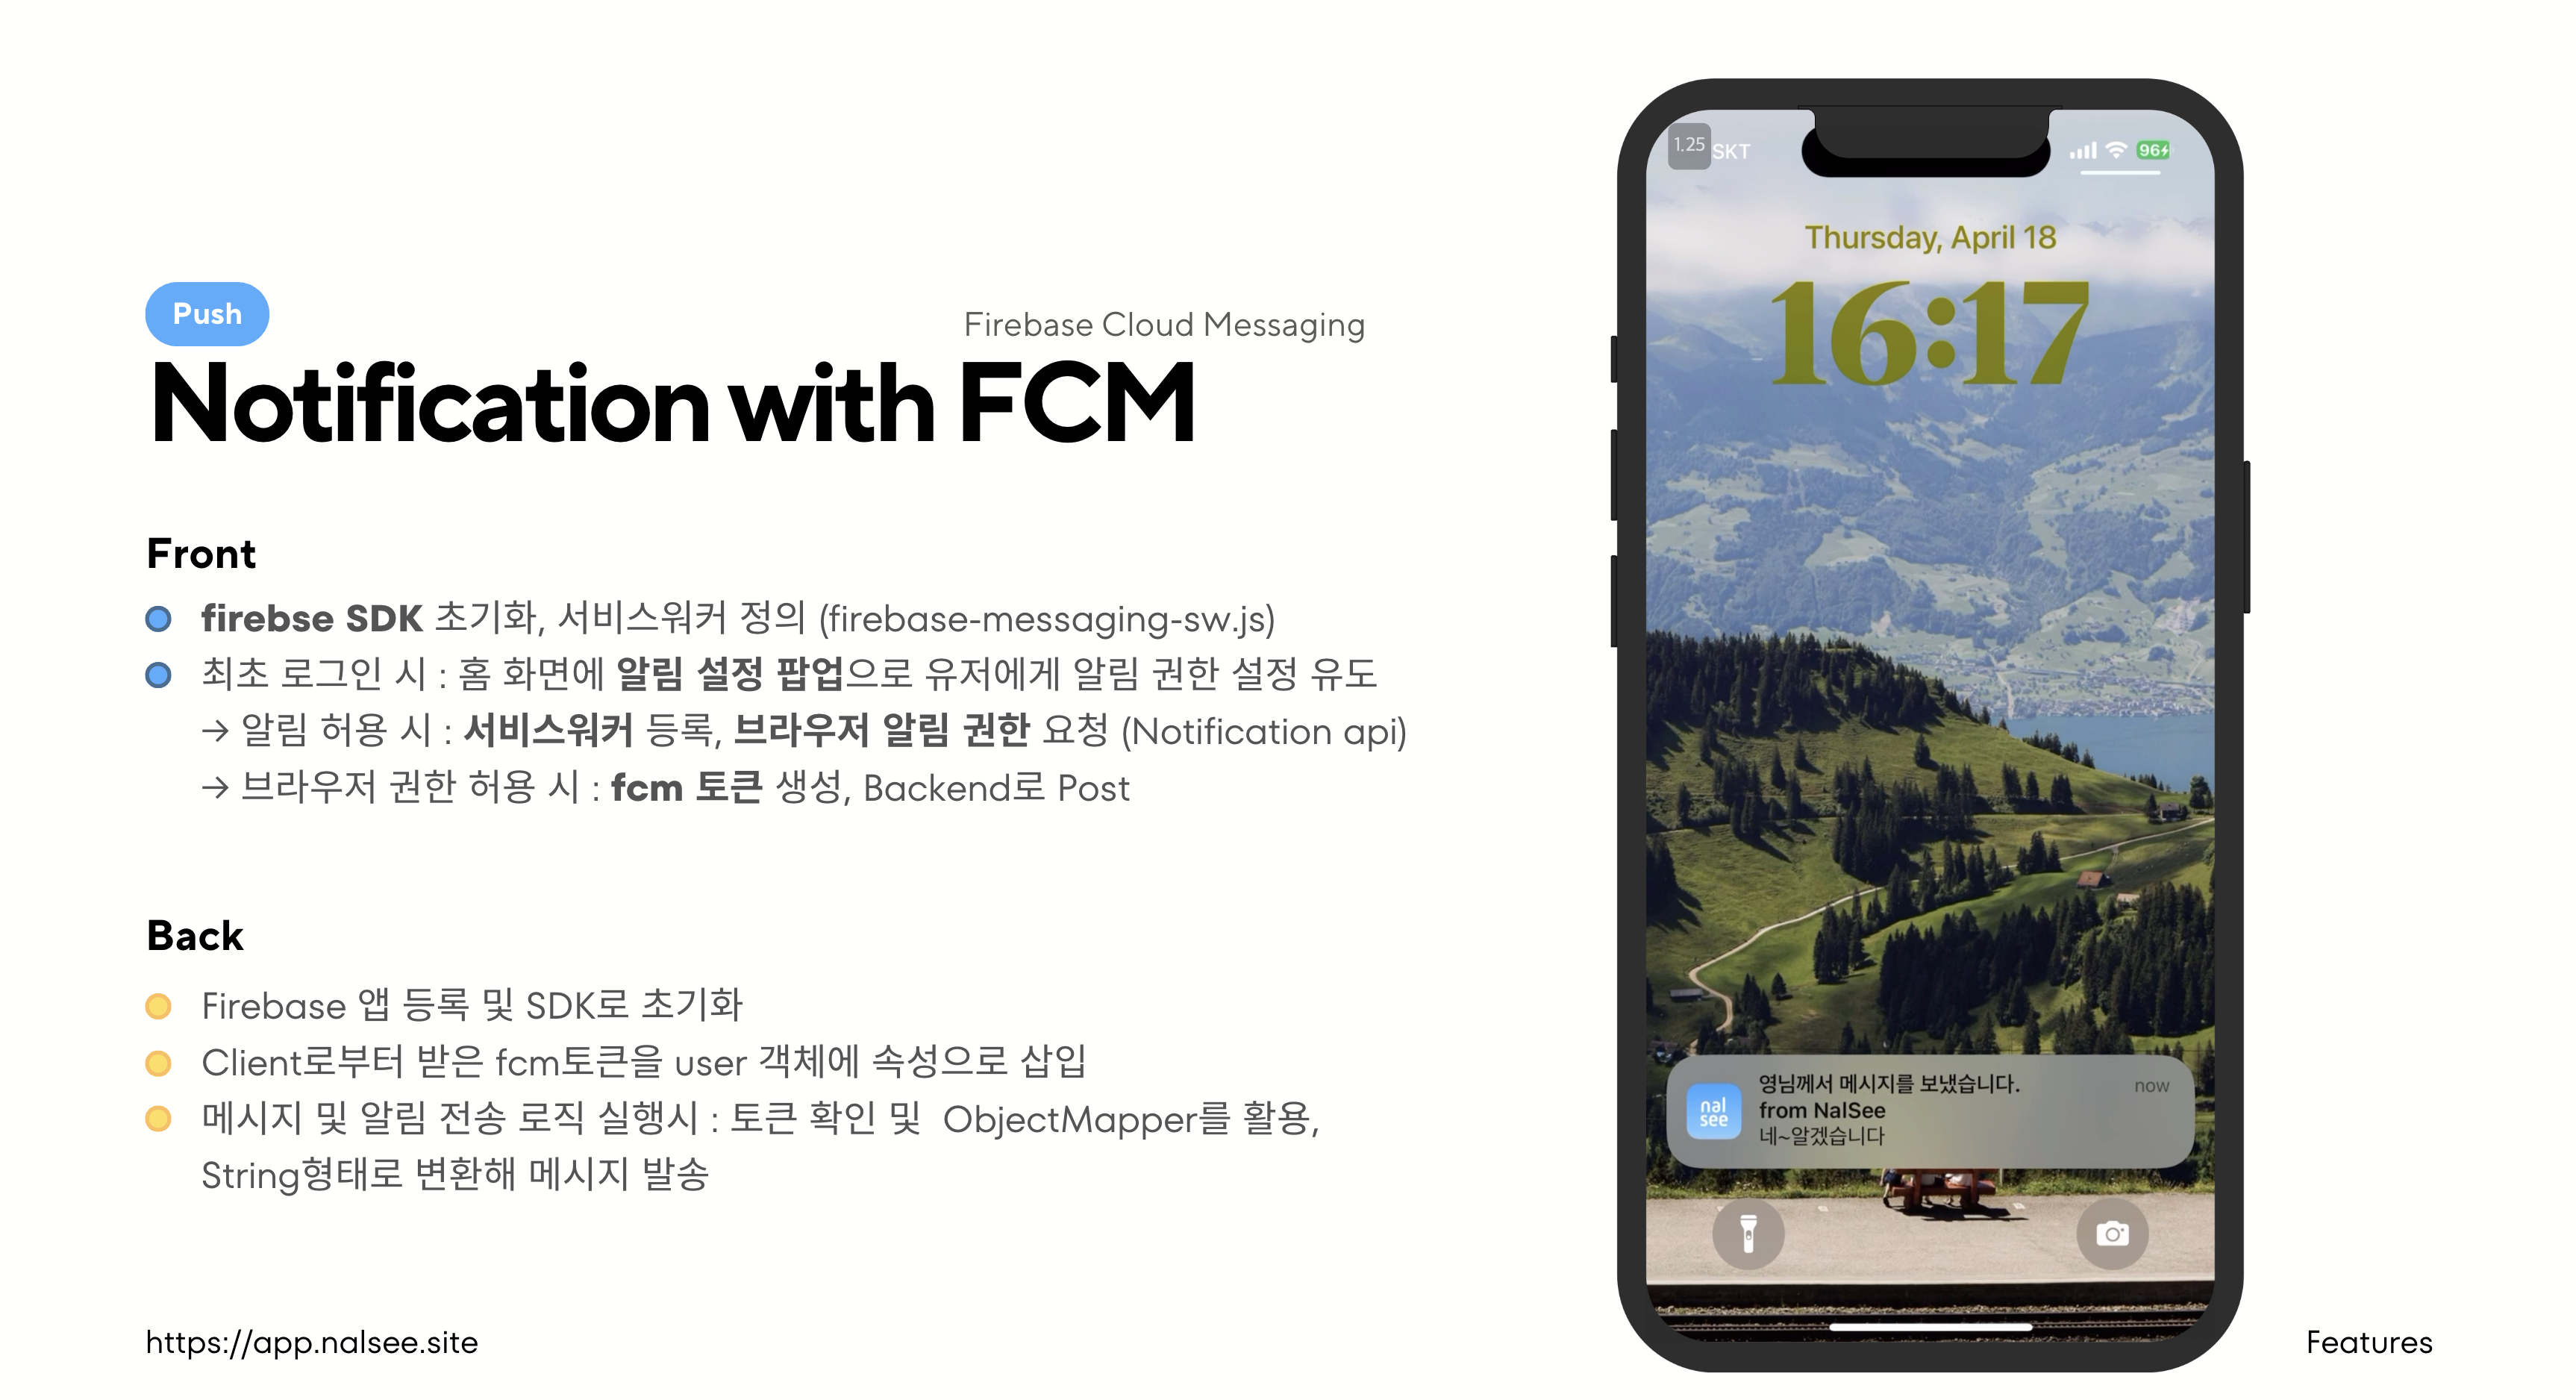 Push
Firebase Cloud Messaging
Notification with FCM
Front
firebse SDK 초기화, 서비스워커 정의 (firebase-messaging-sw.js)
최초 로그인 시 : 홈 화면에 알림 설정 팝업으로 유저에게 알림 권한 설정 유도
→ 알림 허용 시 : 서비스워커 등록, 브라우저 알림 권한 요청 (Notification api)
→ 브라우저 권한 허용 시 : fcm 토큰 생성, Backend로 Post
Back
Firebase 앱 등록 및 SDK로 초기화
Client로부터 받은 fcm토큰을 user 객체에 속성으로 삽입
메시지 및 알림 전송 로직 실행시 : 토큰 확인 및 ObjectMapper를 활용,
String형태로 변환해 메시지 발송
https://app.nalsee.site
1.25 SKT 96
Thursday, April 18
16:17
영님께서 메시지를 보냈습니다. now
nal
see
from NalSee
네~알겠습니다
Features